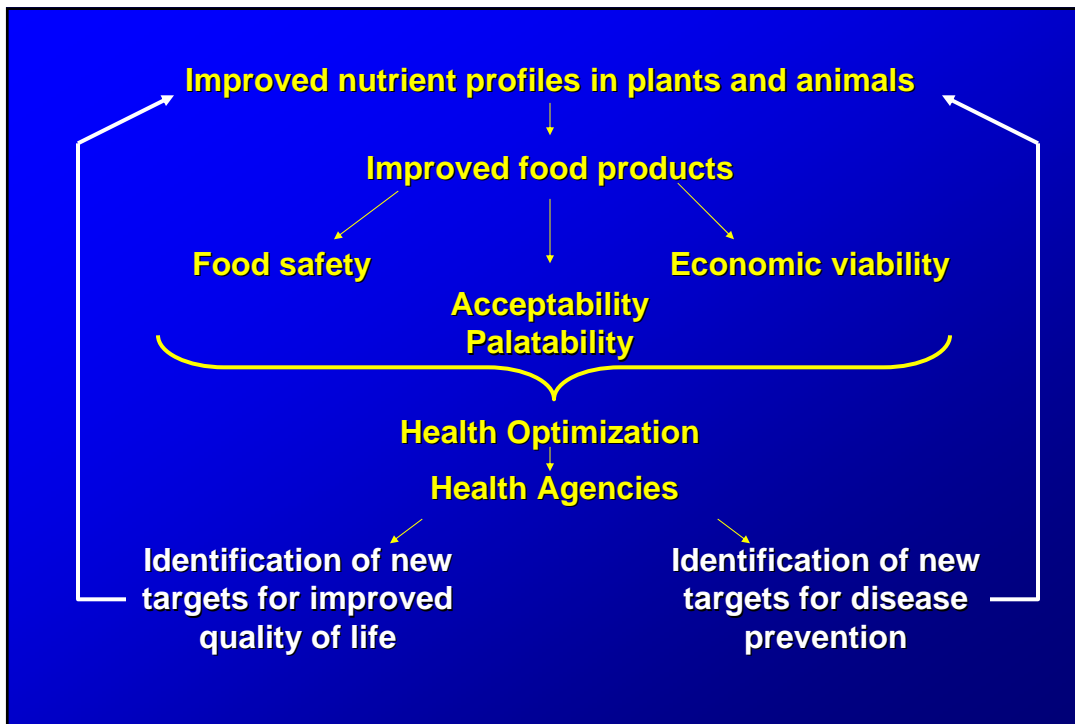 Improved nutrient profiles in plants and animals
Improved food products
Food safety
Economic viability
Acceptability
Palatability
Health Optimization
Health Agencies
Identification of new
targets for improved
quality of life
Identification of new
targets for disease
prevention